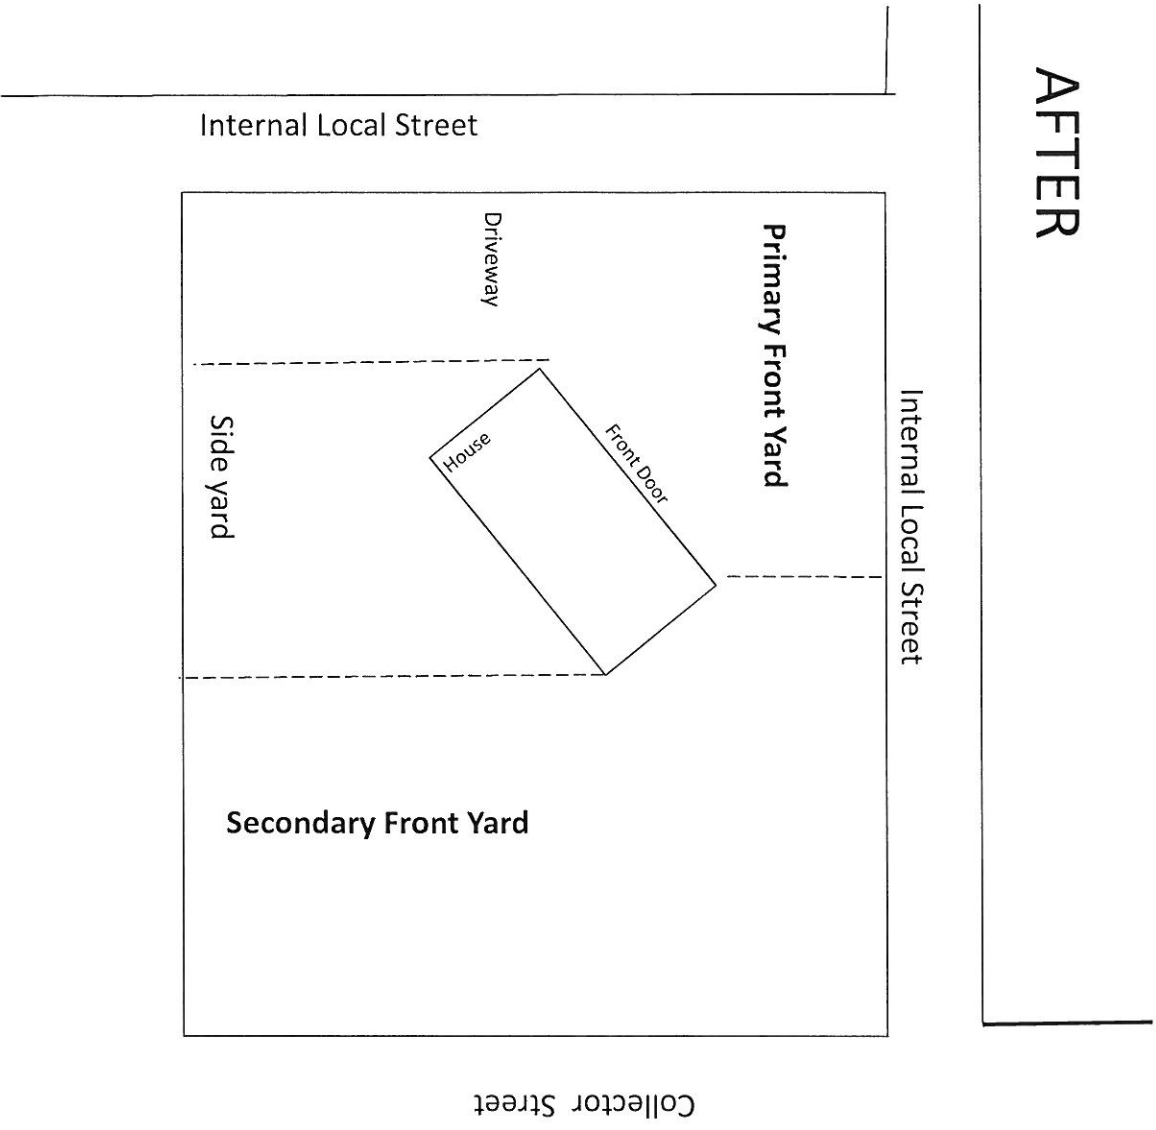 AFTER
Internal Local Street
Driveway
Primary Front Yard
Internal Local Street
Front Door
House
Side yard
Secondary Front Yard
Collector Street